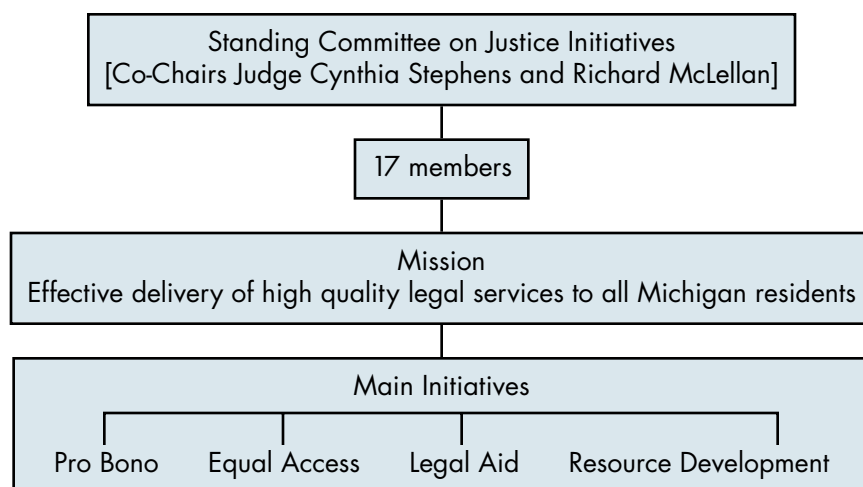 Standing Committee on Justice Initiatives
[Co-Chairs Judge Cynthia Stephens and Richard McLellan]
17 members
Mission
Effective delivery of high quality legal services to all Michigan residents
Main Initiatives
Pro Bono Equal Access Legal Aid Resource Development